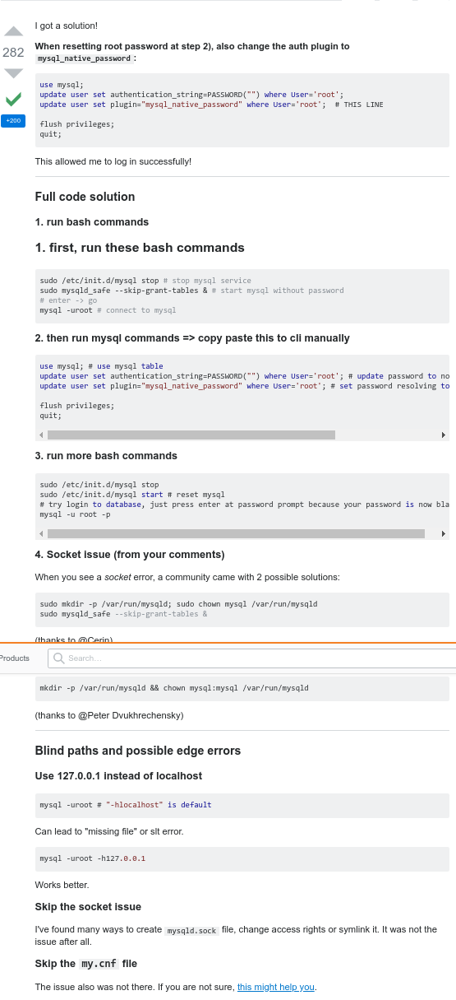 I got a solution!
282
When resetting root password at step 2), also change the auth plugin to
mysql_native_password:
+200
use mysql;
update user set authentication_string=PASSWORD("") where User='root';
update user set plugin="mysql_native_password" where User='root';  # THIS LINE
flush privileges;
quit;
This allowed me to log in successfully!
Full code solution
1. run bash commands
1. first, run these bash commands
sudo /etc/init.d/mysql stop # stop mysql service
sudo mysqld_safe --skip-grant-tables & # start mysql without password
# enter -> go
mysql -uroot # connect to mysql
2. then run mysql commands => copy paste this to cli manually
use mysql; # use mysql table
update user set authentication_string=PASSWORD("") where User='root'; # update password to no
update user set plugin="mysql_native_password" where User='root'; # set password resolving to
flush privileges;
quit;
3. run more bash commands
sudo /etc/init.d/mysql stop
sudo /etc/init.d/mysql start # reset mysql
# try login to database, just press enter at password prompt because your password is now bla
mysql -u root -p
4. Socket issue (from your comments)
When you see a socket error, a community came with 2 possible solutions:
sudo mkdir -p /var/run/mysqld; sudo chown mysql /var/run/mysqld
sudo mysqld_safe --skip-grant-tables &
(thanks to @Cerin)
Products
Search...
mkdir -p /var/run/mysqld && chown mysql:mysql /var/run/mysqld
(thanks to @Peter Dvukhrechensky)
Blind paths and possible edge errors
Use 127.0.0.1 instead of localhost
mysql -uroot # "-hlocalhost" is default
Can lead to "missing file" or slt error.
mysql -uroot -h127.0.0.1
Works better.
Skip the socket issue
I've found many ways to create mysqld.sock file, change access rights or symlink it. It was not the
issue after all.
Skip the my.cnf file
The issue also was not there. If you are not sure, this might help you.